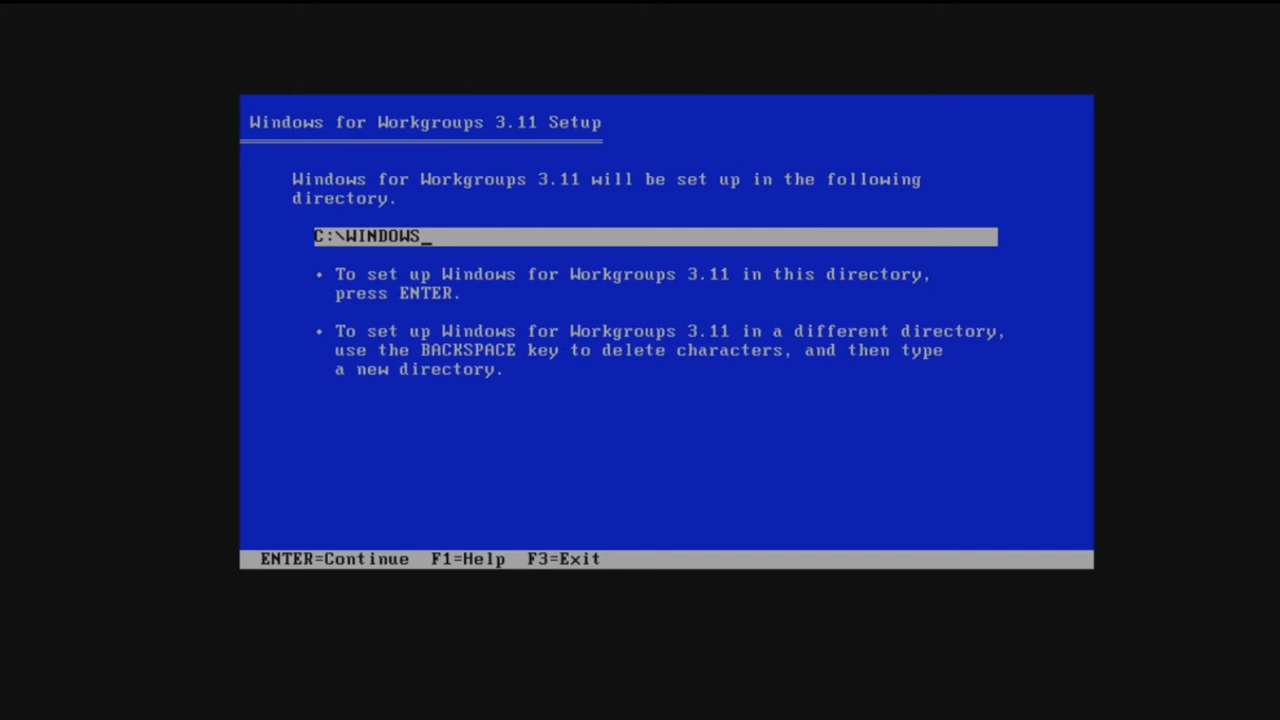 Windows for Workgroups 3.11 Setup
Windows for Workgroups 3.11 will be set up in the following
directory.
C:\WINDOWS_
• To set up Windows for Workgroups 3.11 in this directory,
press ENTER.
• To set up Windows for Workgroups 3.11 in a different directory,
use the BACKSPACE key to delete characters, and then type
a new directory.
ENTER=Continue F1=Help F3=Exit